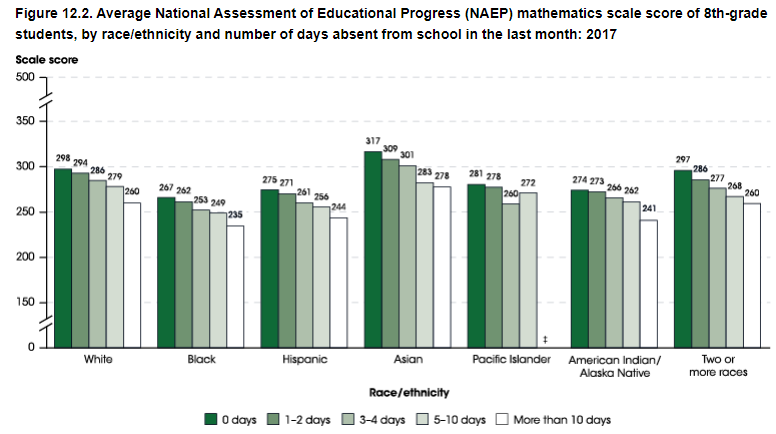 Figure 12.2. Average National Assessment of Educational Progress (NAEP) mathematics scale score of 8th-grade
students, by race/ethnicity and number of days absent from school in the last month: 2017
Scale score
500
350
300
250
200
150
0
298 294 286 279 260
267 262 253 249 235
275 271 261 256 244
317 309 301 283 278
281 278 260 272 ‡
274 273 266 262 241
297 286 277 268 260
White Black Hispanic Asian Pacific Islander American Indian/ Two or
Alaska Native more races
Race/ethnicity
0 days 1–2 days 3–4 days 5–10 days More than 10 days